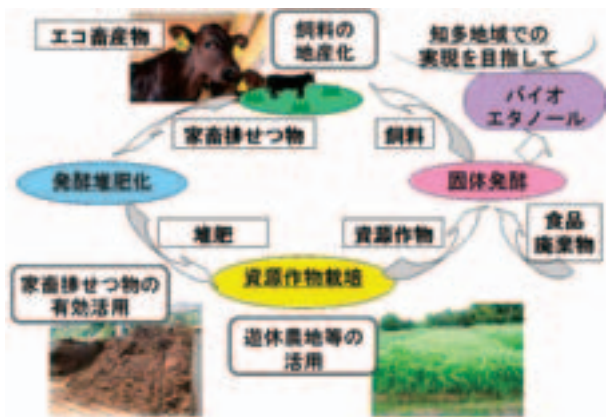 エコ畜産物
飼料の
地産化
知多地域での
実現を目指して
バイオ
エタノール
家畜排せつ物
飼料
発酵堆肥化
固体発酵
堆肥
資源作物
食品
廃棄物
資源作物栽培
家畜排せつ物の
有効活用
遊休農地等の
活用